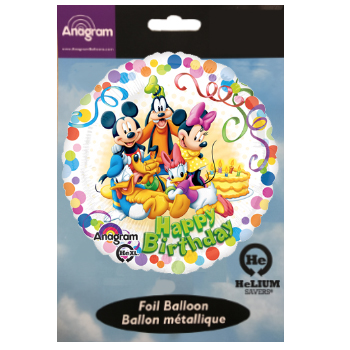 Anagram
www.AnagramBalloons.com
Happy
Birthday
Anagram
HeXL
He
HeLIUM
SAVERS
Foil Balloon
Ballon métallique